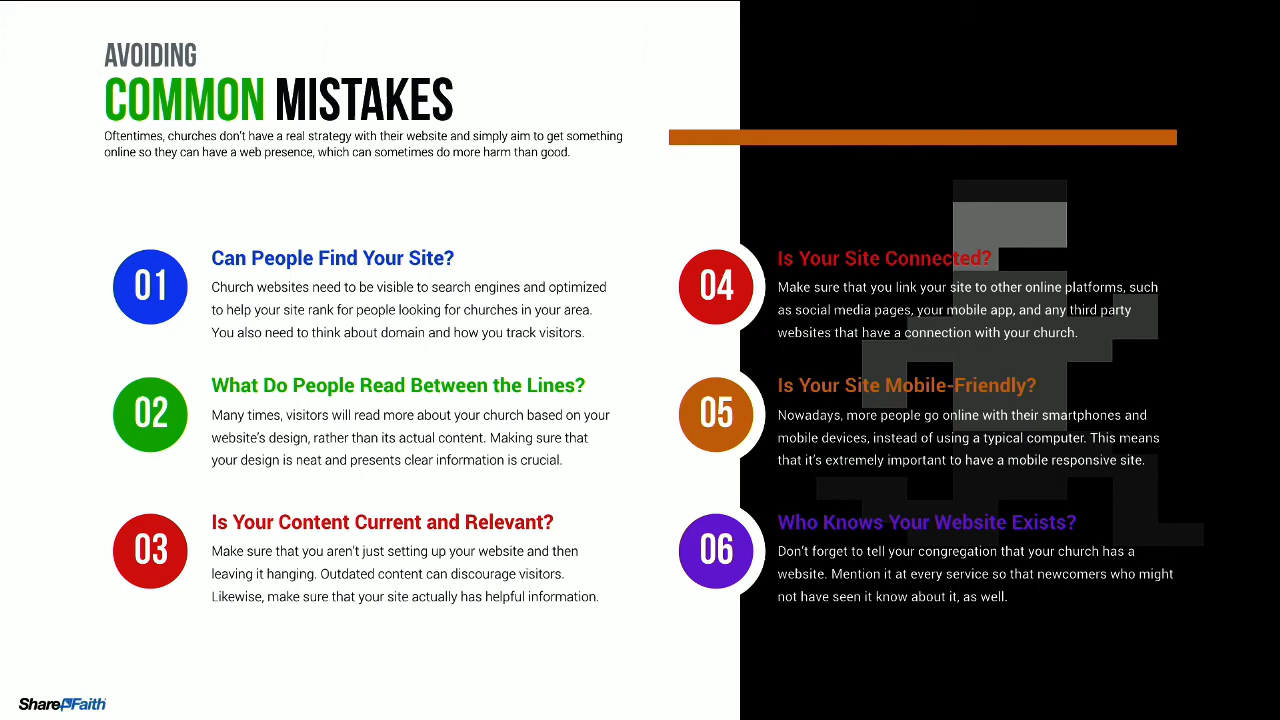 AVOIDING
COMMON MISTAKES
Oftentimes, churches don't have a real strategy with their website and simply aim to get something
online so they can have a web presence, which can sometimes do more harm than good.
01
Can People Find Your Site?
Church websites need to be visible to search engines and optimized
to help your site rank for people looking for churches in your area.
You also need to think about domain and how you track visitors.
02
What Do People Read Between the Lines?
Many times, visitors will read more about your church based on your
website's design, rather than its actual content. Making sure that
your design is neat and presents clear information is crucial.
03
Is Your Content Current and Relevant?
Make sure that you aren't just setting up your website and then
leaving it hanging. Outdated content can discourage visitors.
Likewise, make sure that your site actually has helpful information.
04
Is Your Site Connected?
Make sure that you link your site to other online platforms, such
as social media pages, your mobile app, and any third party
websites that have a connection with your church.
05
Is Your Site Mobile-Friendly?
Nowadays, more people go online with their smartphones and
mobile devices, instead of using a typical computer. This means
that it's extremely important to have a mobile responsive site.
06
Who Knows Your Website Exists?
Don't forget to tell your congregation that your church has a
website. Mention it at every service so that newcomers who might
not have seen it know about it, as well.
ShareFaith